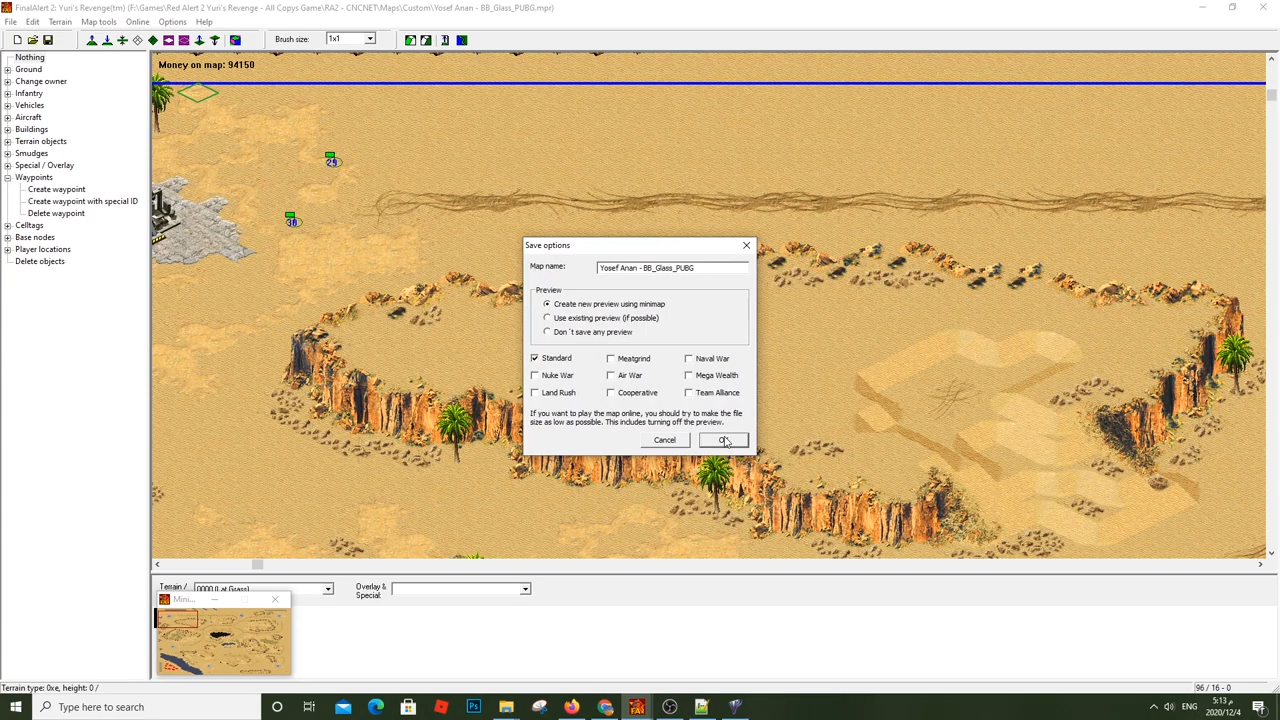 FinalAlert 2: Yuri's Revenge(tm) (F:\Games\Red Alert 2 Yuri's Revenge - All Copys Game\RA2 - CNCNET\Maps\Custom\Yosef Anan - BB_Glass_PUBG.mpr)
File Edit Terrain Map tools Online Options Help
Brush size: 1x1
Nothing
Ground
Change owner
Infantry
Vehicles
Aircraft
Buildings
Terrain objects
Smudges
Special / Overlay
Waypoints
Create waypoint
Create waypoint with special ID
Delete waypoint
Celltags
Base nodes
Player locations
Delete objects
Money on map: 94150
29
30
Save options
Map name: Yosef Anan - BB_Glass_PUBG
Preview
Create new preview using minimap
Use existing preview (if possible)
Don´t save any preview
Standard Meatgrind Naval War
Nuke War Air War Mega Wealth
Land Rush Cooperative Team Alliance
If you want to play the map online, you should try to make the file
size as low as possible. This includes turning off the preview.
Cancel
Terrain / 0000 (Lat Grass) Overlay &
Special:
Mini...
Terrain type: 0xe, height: 0 / 96 / 16 - 0
Type here to search
ENG
5:13 م
2020/12/4